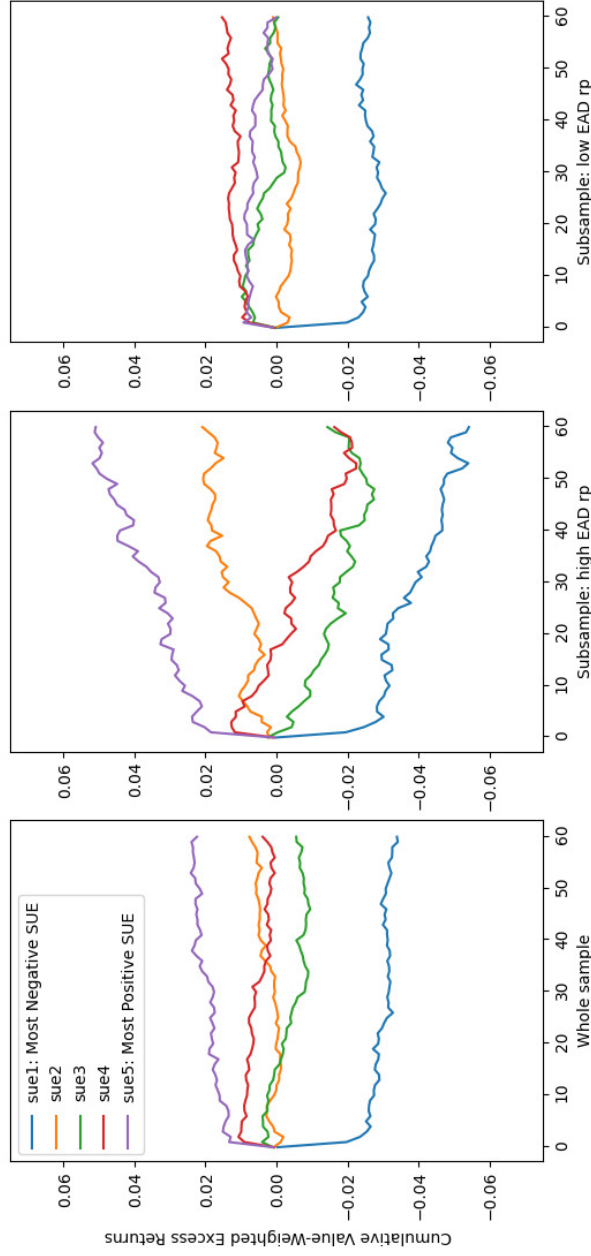 Cumulative Value-Weighted Excess Returns
0.06
0.04
0.02
0.00
−0.02
−0.04
−0.06
sue1: Most Negative SUE
sue2
sue3
sue4
sue5: Most Positive SUE
0 10 20 30 40 50 60
Whole sample
0.06
0.04
0.02
0.00
−0.02
−0.04
−0.06
0 10 20 30 40 50 60
Subsample: high EAD rp
0.06
0.04
0.02
0.00
−0.02
−0.04
−0.06
0 10 20 30 40 50 60
Subsample: low EAD rp